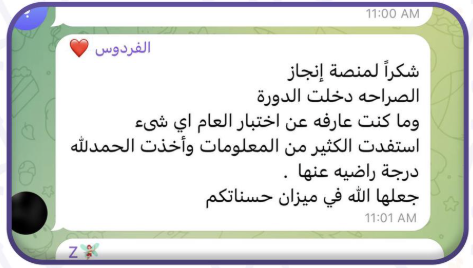 11:00 AM
الفردوس ❤️
شكراً لمنصة إنجاز
الصراحه دخلت الدورة
وما كنت عارفه عن اختبار العام اي شيء
استفدت الكثير من المعلومات وأخذت الحمدلله
درجة راضيه عنها .
جعلها الله في ميزان حسناتكم
11:01 AM
Z 🧚🏻